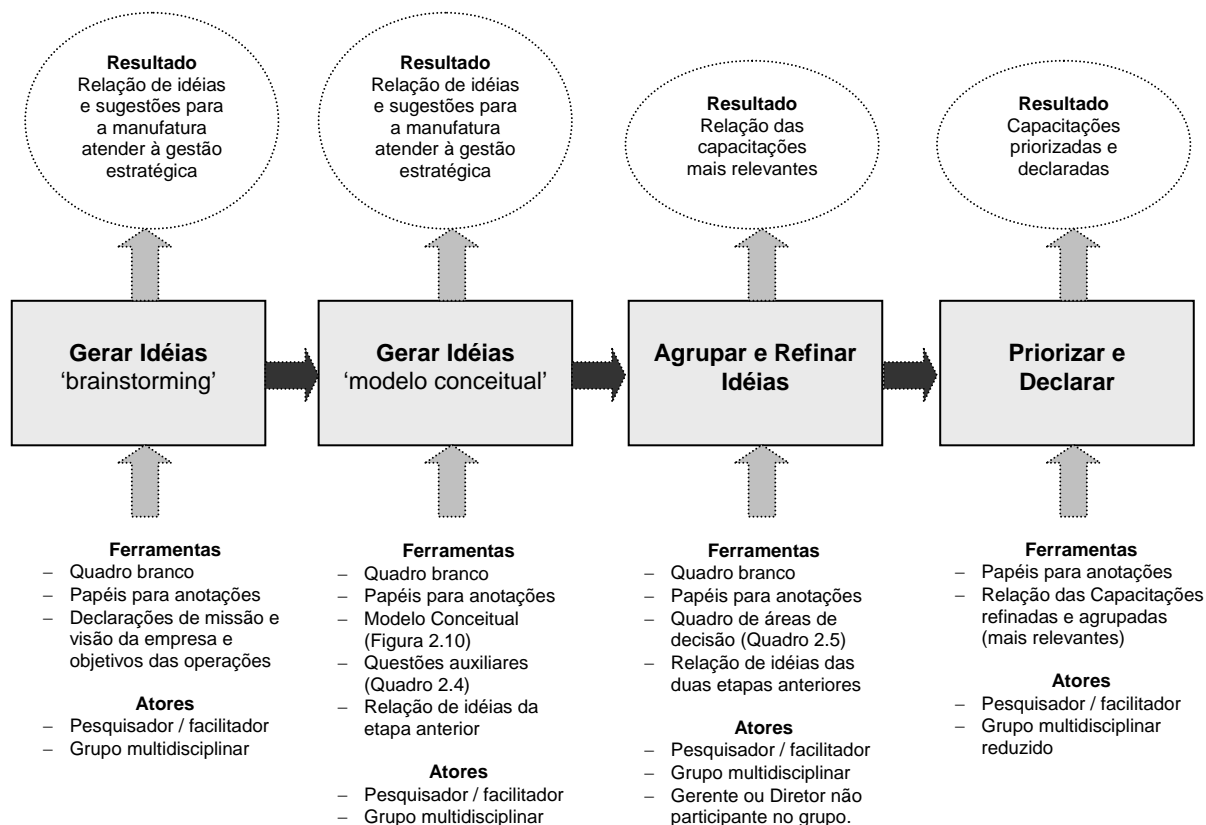 Resultado
Relação de idéias
e sugestões para
a manufatura
atender à gestão
estratégica
Resultado
Relação de idéias
e sugestões para
a manufatura
atender à gestão
estratégica
Resultado
Relação das
capacitações
mais relevantes
Resultado
Capacitações
priorizadas e
declaradas
Gerar Idéias
‘brainstorming’
Gerar Idéias
‘modelo conceitual’
Agrupar e Refinar
Idéias
Priorizar e
Declarar
Ferramentas
– Quadro branco
– Papéis para anotações
– Declarações de missão e
visão da empresa e
objetivos das operações
Atores
– Pesquisador / facilitador
– Grupo multidisciplinar
Ferramentas
– Quadro branco
– Papéis para anotações
– Modelo Conceitual
(Figura 2.10)
– Questões auxiliares
(Quadro 2.4)
– Relação de idéias da
etapa anterior
Atores
– Pesquisador / facilitador
– Grupo multidisciplinar
Ferramentas
– Quadro branco
– Papéis para anotações
– Quadro de áreas de
decisão (Quadro 2.5)
– Relação de idéias das
duas etapas anteriores
Atores
– Pesquisador / facilitador
– Grupo multidisciplinar
– Gerente ou Diretor não
participante no grupo.
Ferramentas
– Papéis para anotações
– Relação das Capacitações
refinadas e agrupadas
(mais relevantes)
Atores
– Pesquisador / facilitador
– Grupo multidisciplinar
reduzido